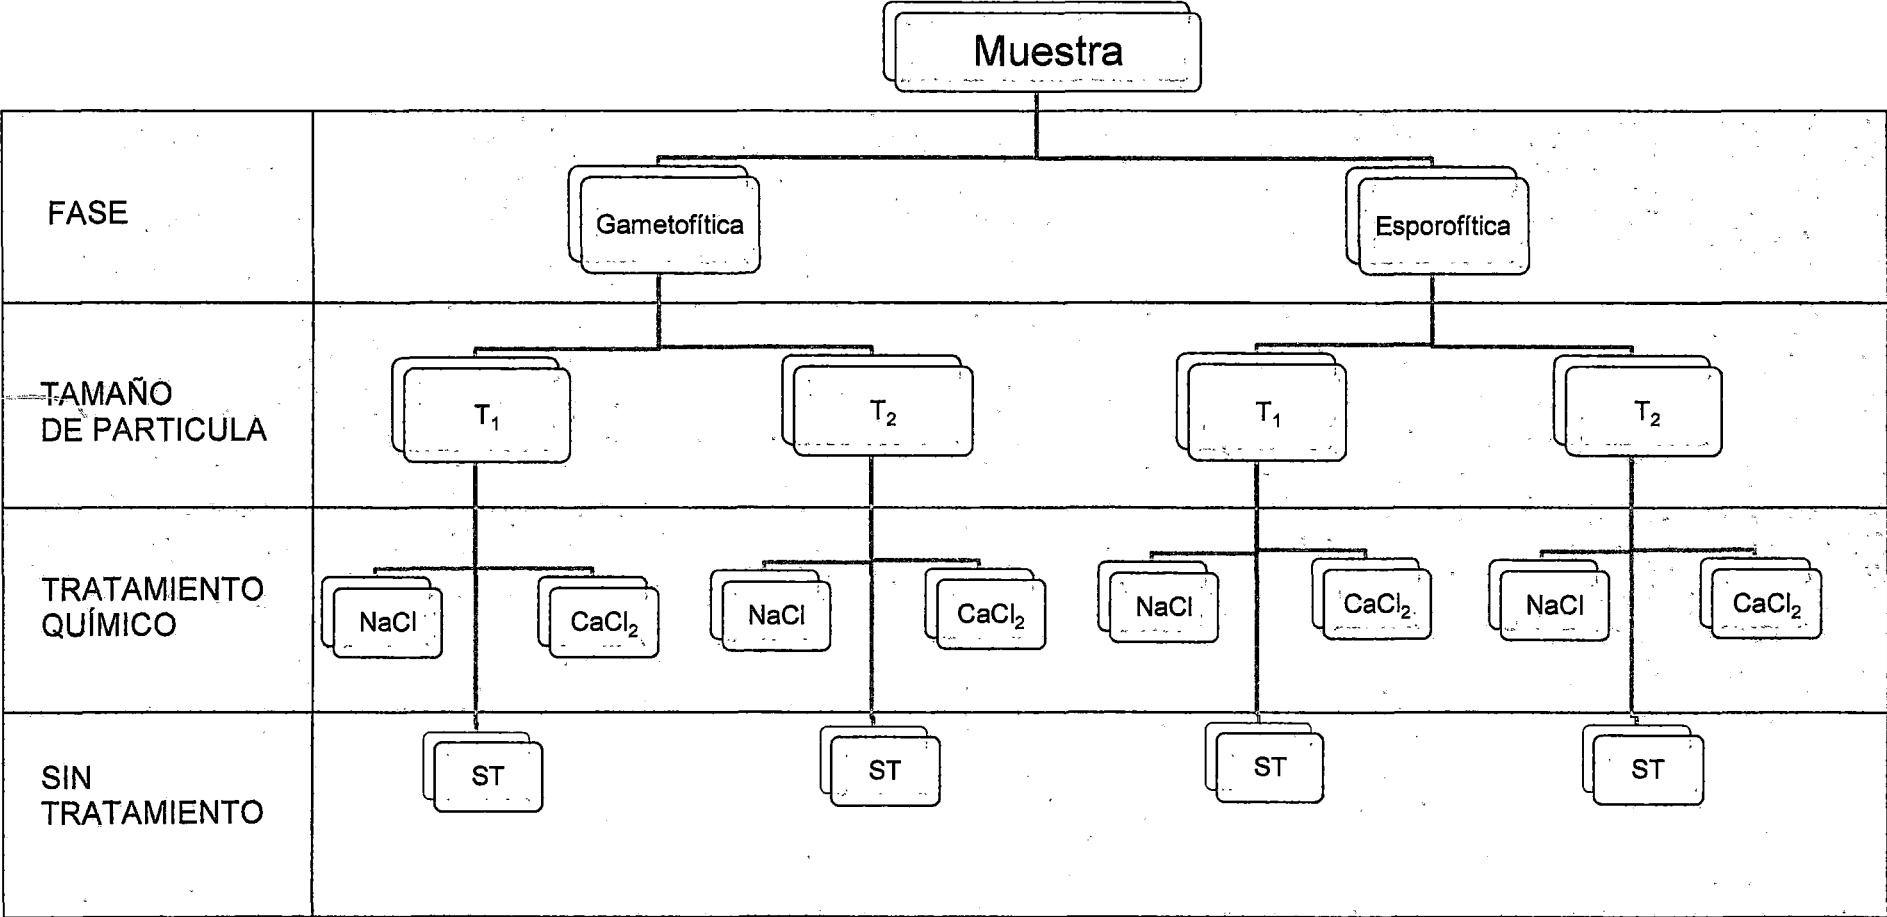 Muestra
FASE
Gametofítica
Esporofítica
TAMAÑO
DE PARTICULA
T₁
T₂
T₁
T₂
TRATAMIENTO
QUÍMICO
NaCl
CaCl₂
NaCl
CaCl₂
NaCl
CaCl₂
NaCl
CaCl₂
SIN
TRATAMIENTO
ST
ST
ST
ST